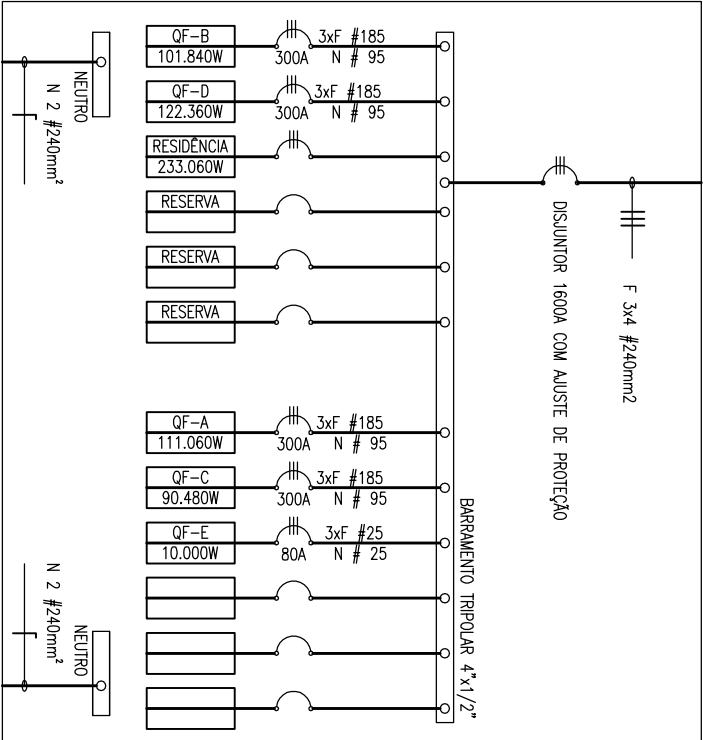 QF-B
101.840W
300A
3xF #185
N # 95
QF-D
122.360W
300A
3xF #185
N # 95
RESIDÊNCIA
233.060W
RESERVA
RESERVA
RESERVA
QF-A
111.060W
300A
3xF #185
N # 95
QF-C
90.480W
300A
3xF #185
N # 95
QF-E
10.000W
80A
3xF #25
N # 25
NEUTRO
N 2 #240mm²
NEUTRO
N 2 #240mm²
BARRAMENTO TRIPOLAR 4"x1/2"
DISJUNTOR 1600A COM AJUSTE DE PROTEÇÃO
F 3x4 #240mm2